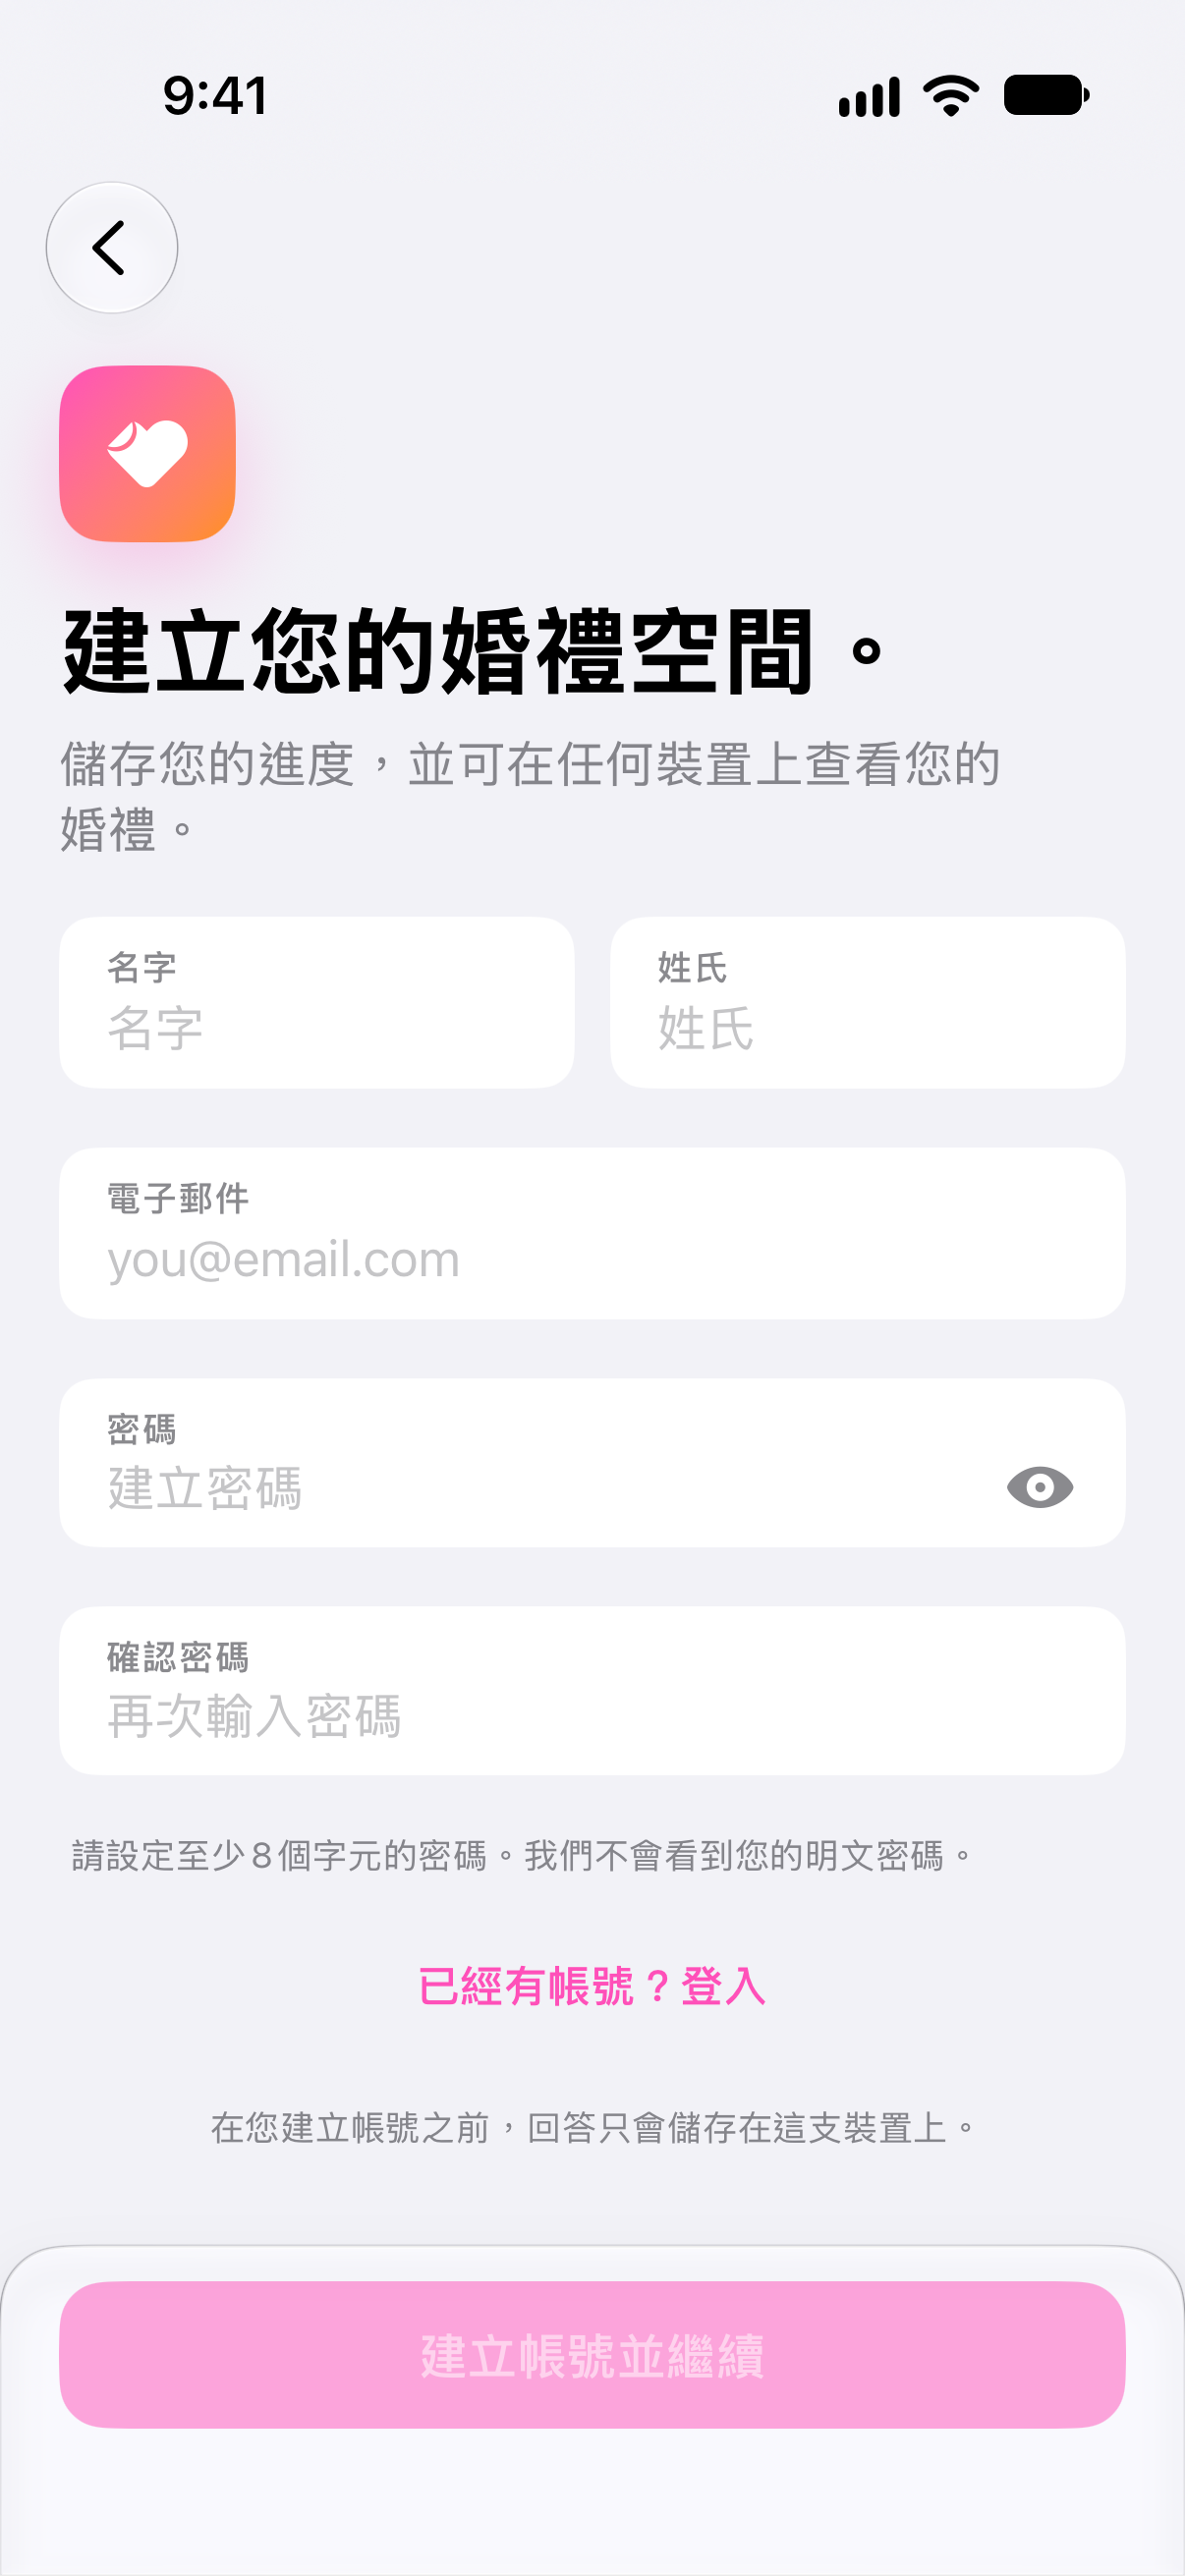 9:41
建立您的婚禮空間。
儲存您的進度，並可在任何裝置上查看您的
婚禮。
名字
名字
姓氏
姓氏
電子郵件
you@email.com
密碼
建立密碼
確認密碼
再次輸入密碼
請設定至少 8 個字元的密碼。我們不會看到您的明文密碼。
已經有帳號？登入
在您建立帳號之前，回答只會儲存在這支裝置上。
建立帳號並繼續